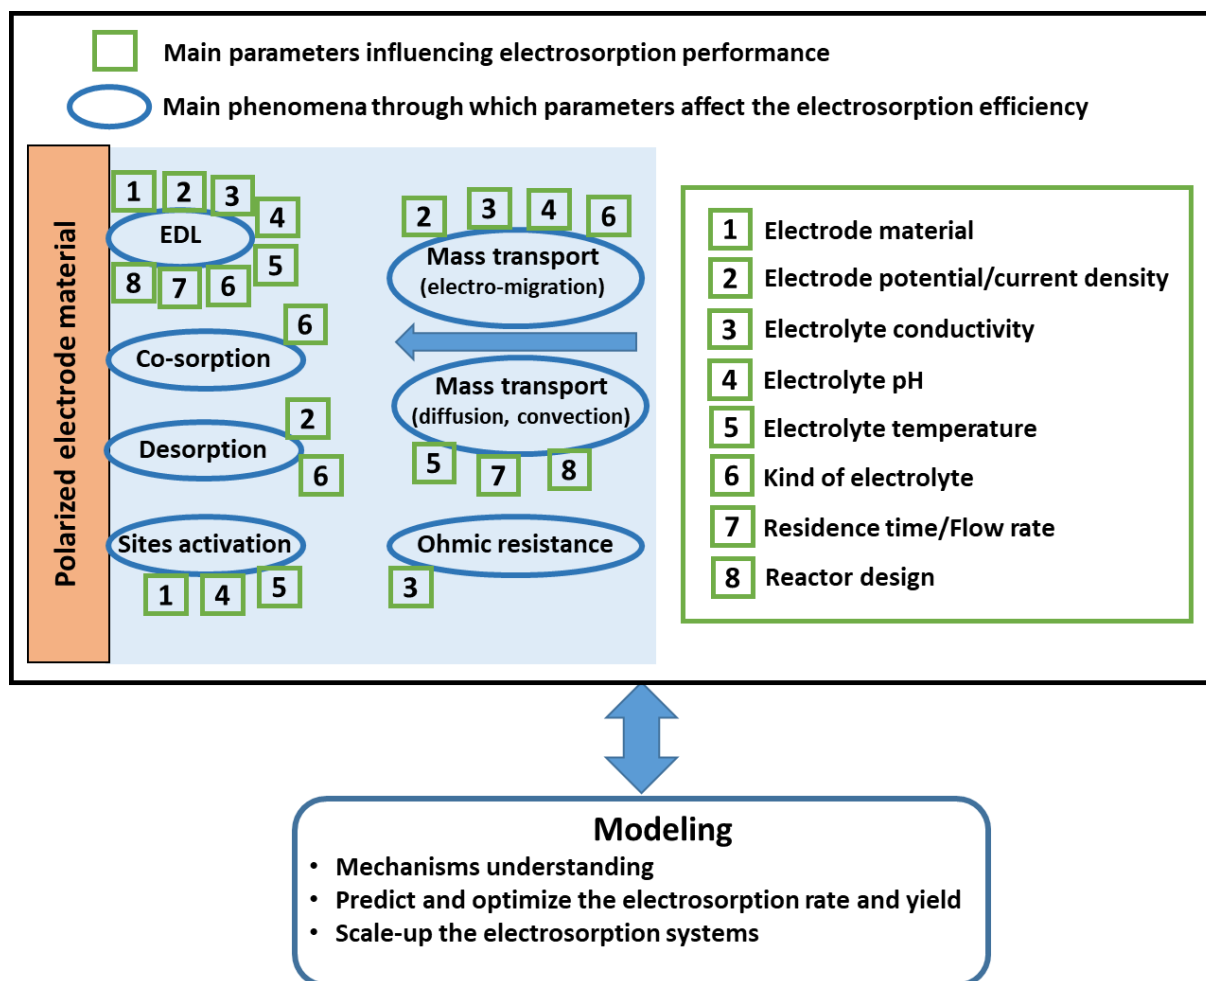 Main parameters influencing electrosorption performance
Main phenomena through which parameters affect the electrosorption efficiency
Polarized electrode material
1 2 3 4
EDL
5
8 7 6
6
Co-sorption
2
Desorption
6
Sites activation
1 4 5
2 3 4 6
Mass transport
(electro-migration)
Mass transport
(diffusion, convection)
5 7 8
Ohmic resistance
3
1 Electrode material
2 Electrode potential/current density
3 Electrolyte conductivity
4 Electrolyte pH
5 Electrolyte temperature
6 Kind of electrolyte
7 Residence time/Flow rate
8 Reactor design
Modeling
• Mechanisms understanding
• Predict and optimize the electrosorption rate and yield
• Scale-up the electrosorption systems